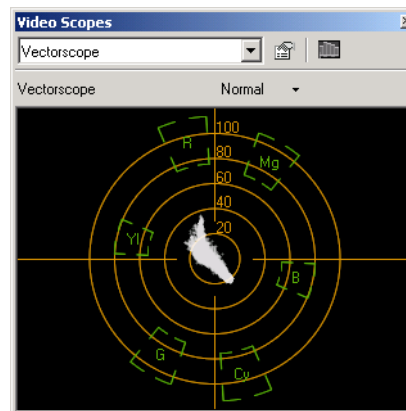 Video Scopes
Vectorscope
Vectorscope Normal
100
R
80
Mg
60
40
20
Yl
B
G
Cy